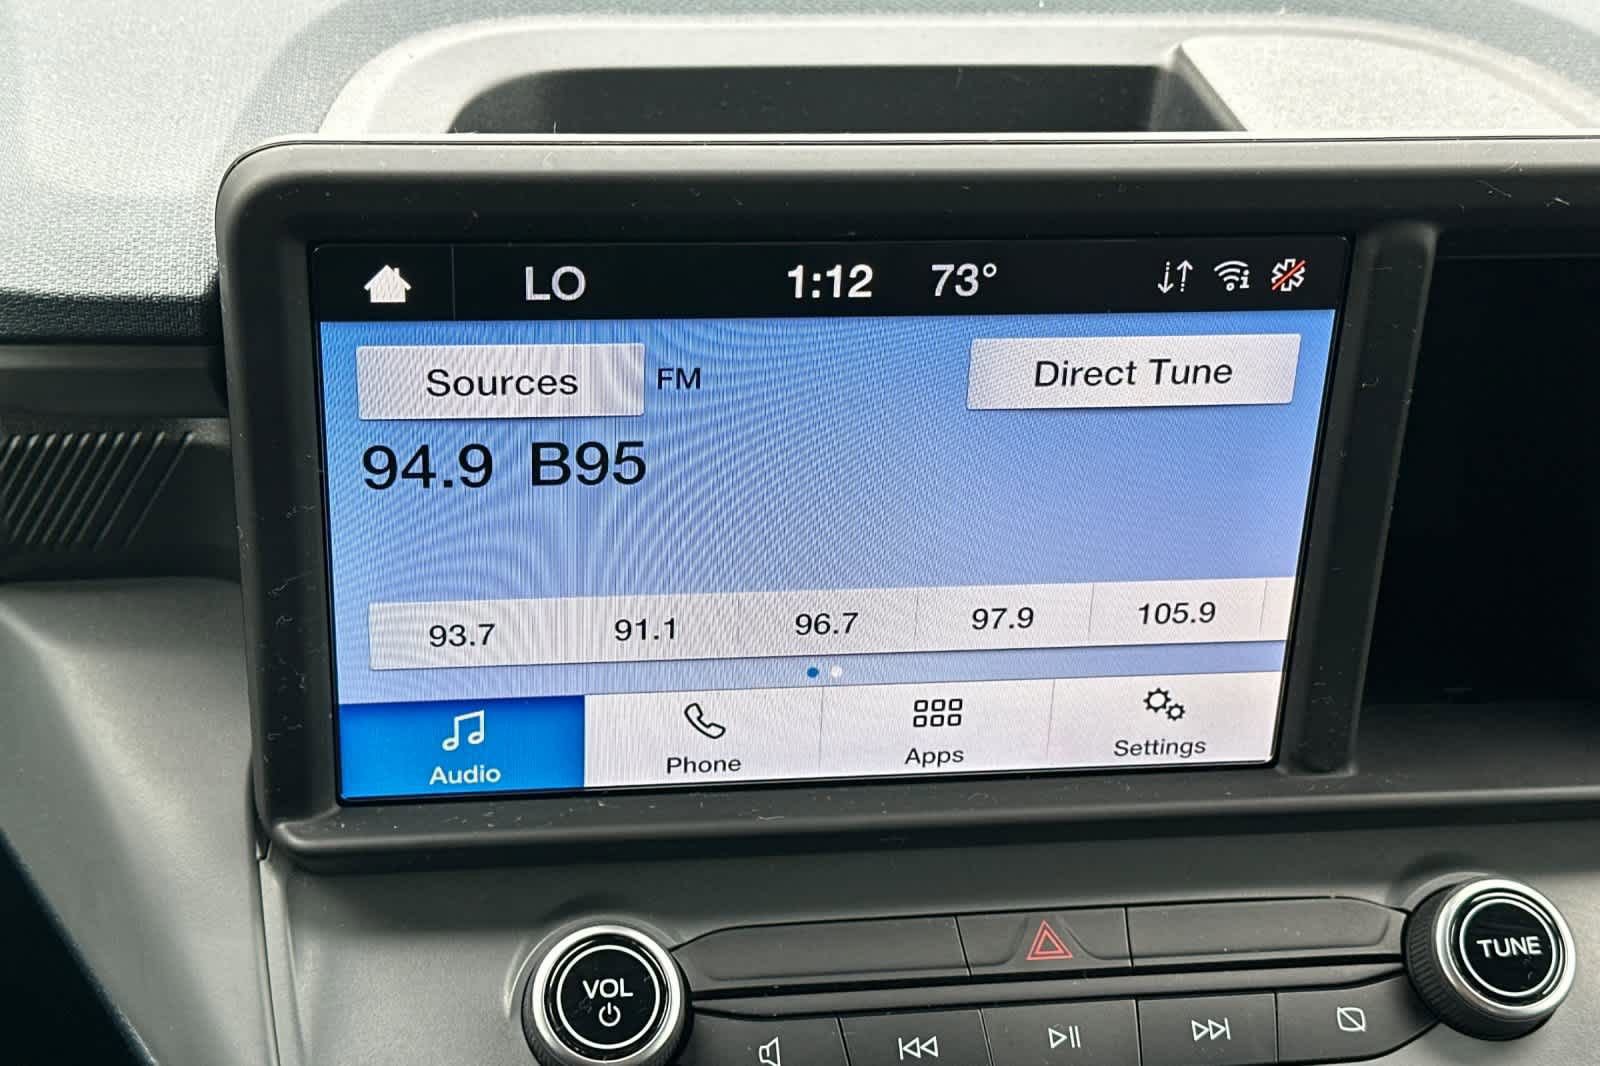 LO 1:12 73°
Sources FM Direct Tune
94.9 B95
93.7 91.1 96.7 97.9 105.9
Audio Phone Apps Settings
VOL TUNE